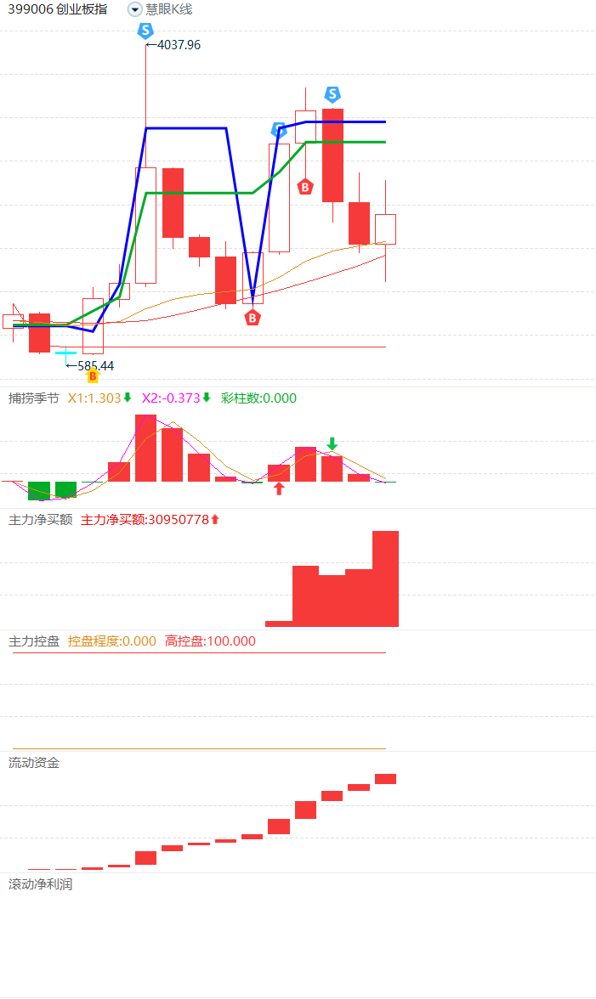 399006 创业板指 慧眼K线
S
←4037.96
S
S
B
B
←585.44
B
捕捞季节 X1:1.303 X2:-0.373 彩柱数:0.000
主力净买额 主力净买额:30950778
主力控盘 控盘程度:0.000 高控盘:100.000
流动资金
滚动净利润